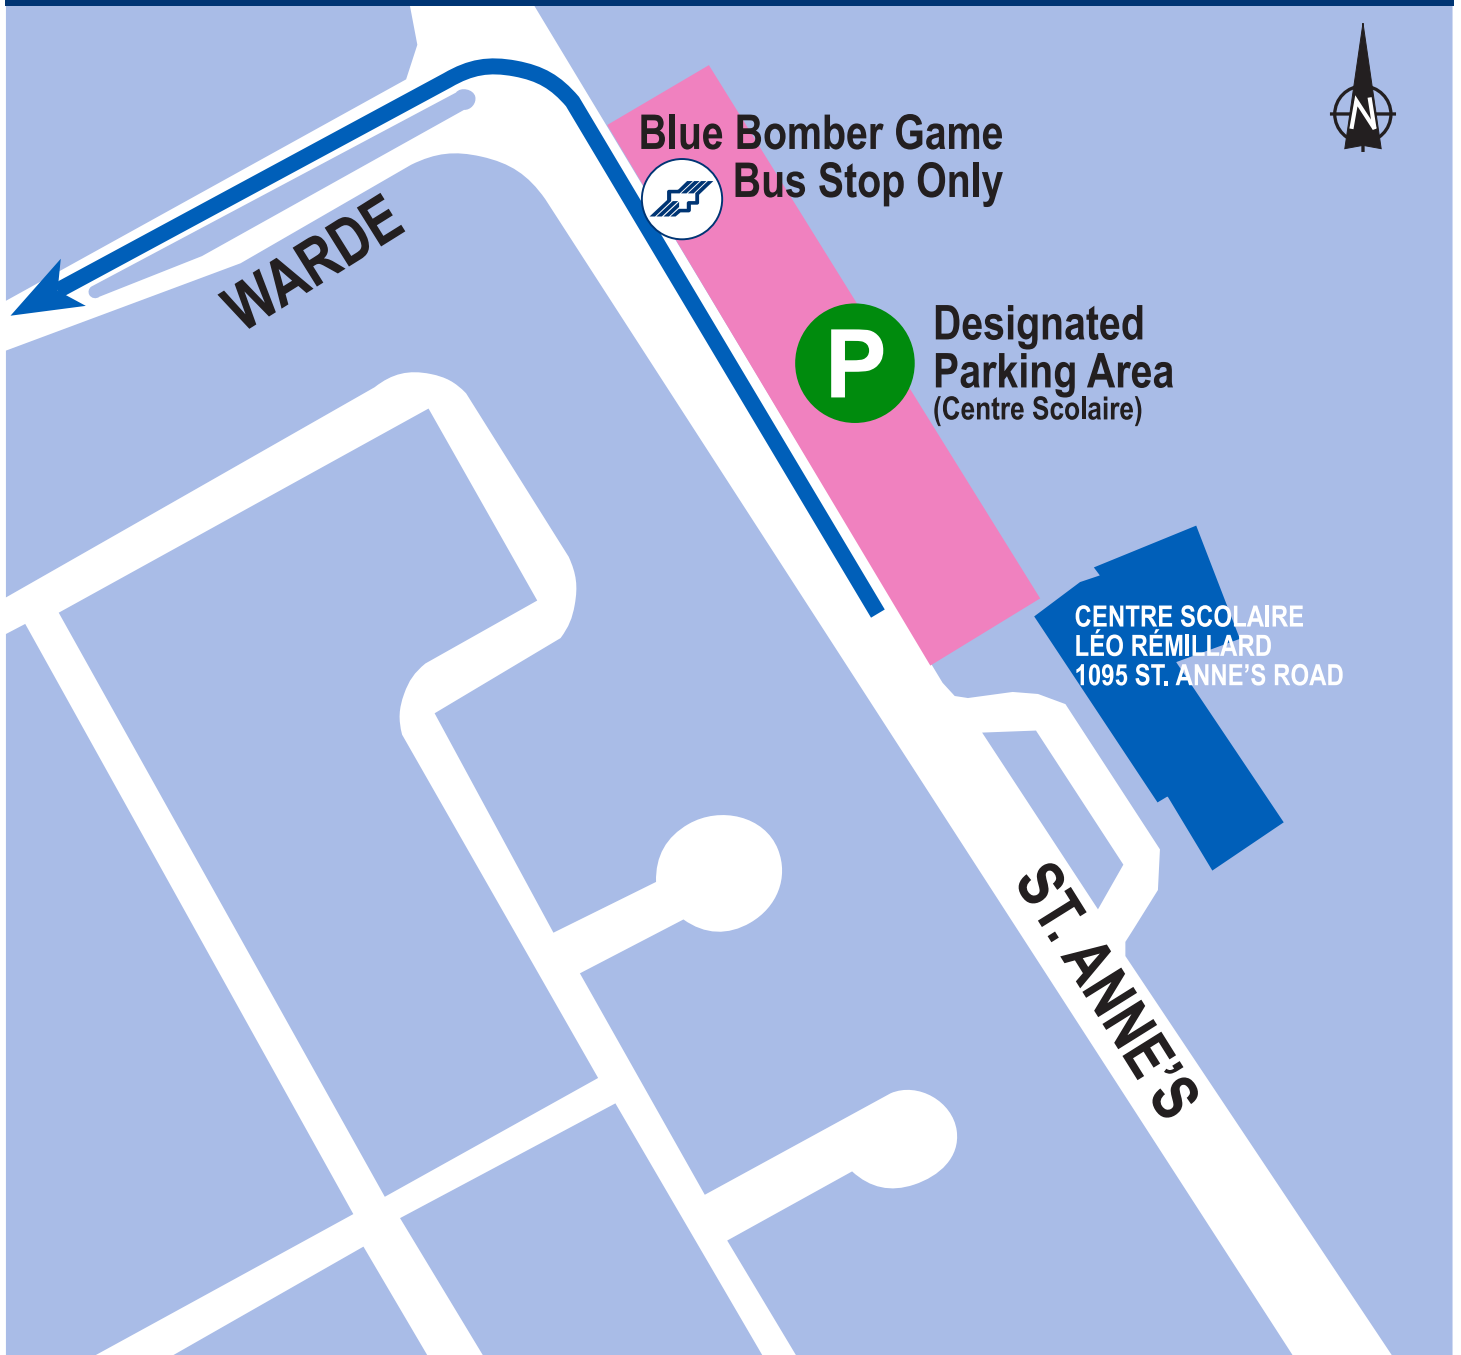 N
Blue Bomber Game
Bus Stop Only
WARDE
P
Designated
Parking Area
(Centre Scolaire)
CENTRE SCOLAIRE
LÉO RÉMILLARD
1095 ST. ANNE’S ROAD
ST. ANNE’S